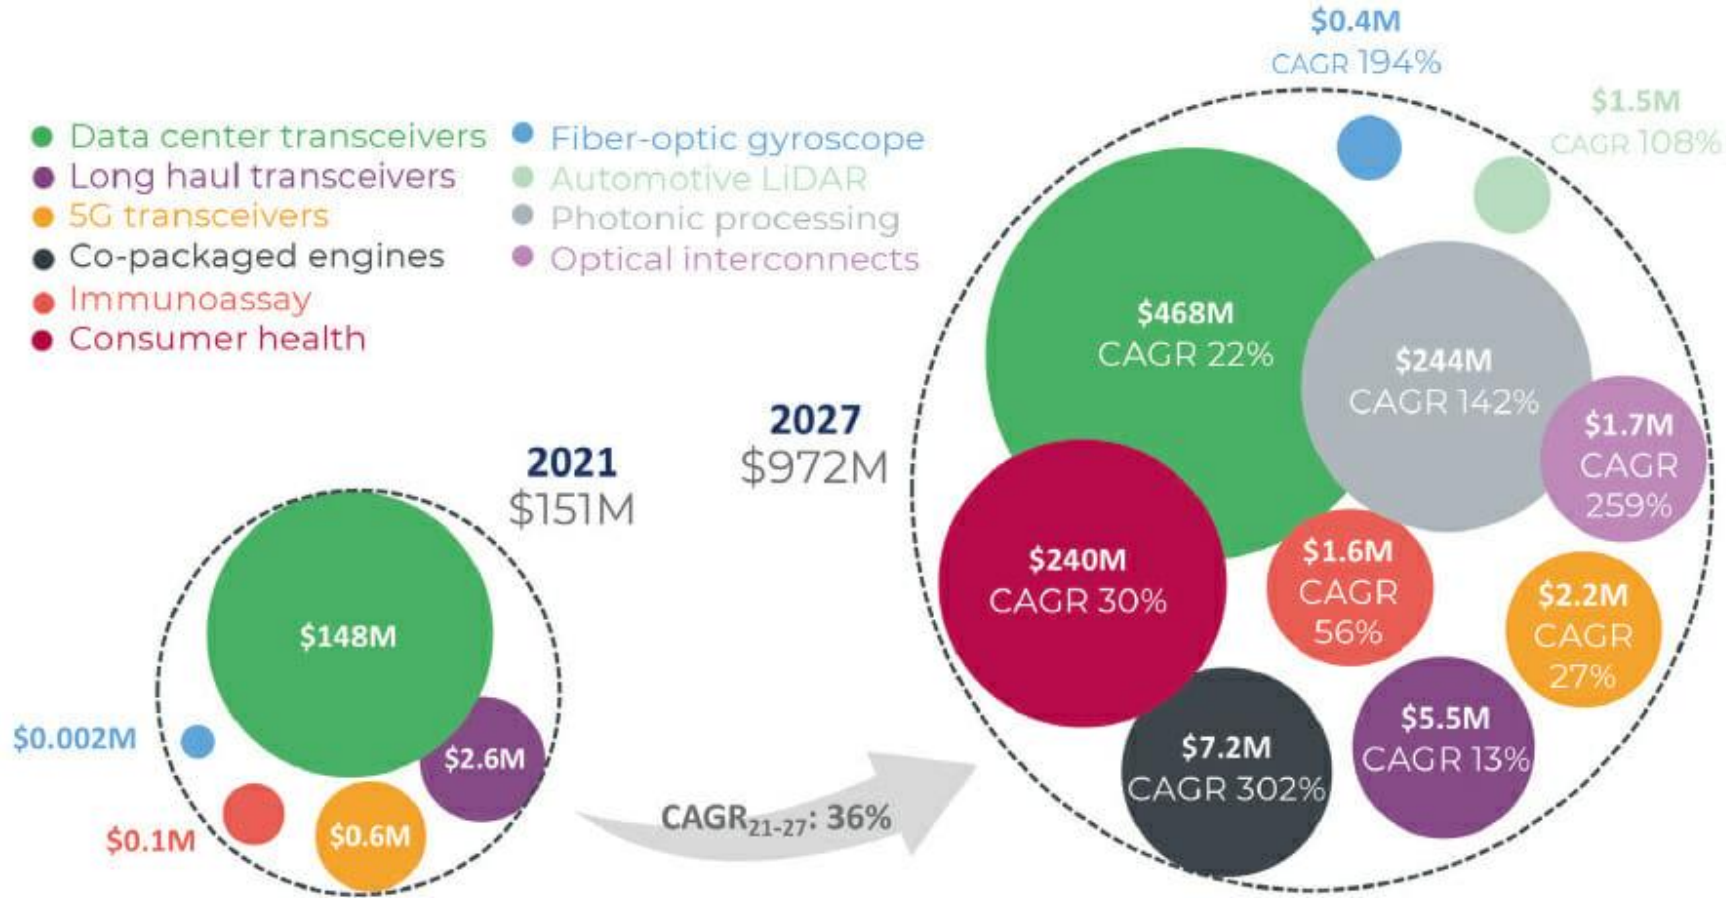 $0.4M
CAGR 194%
$1.5M
CAGR 108%
Data center transceivers
Long haul transceivers
5G transceivers
Co-packaged engines
Immunoassay
Consumer health
Fiber-optic gyroscope
Automotive LiDAR
Photonic processing
Optical interconnects
2021
$151M
$148M
$0.002M
$2.6M
$0.1M
$0.6M
CAGR21-27: 36%
2027
$972M
$468M
CAGR 22%
$244M
CAGR 142%
$1.7M
CAGR
259%
$240M
CAGR 30%
$1.6M
CAGR
56%
$2.2M
CAGR
27%
$7.2M
CAGR 302%
$5.5M
CAGR 13%